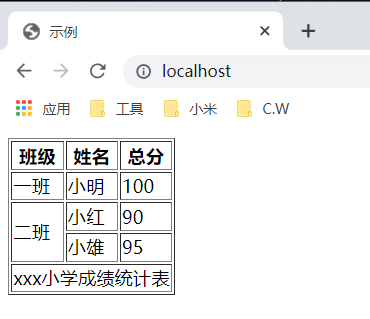 示例
localhost
应用 工具 小米 C.W
班级 姓名 总分
一班 小明 100
二班 小红 90
小雄 95
xxx小学成绩统计表